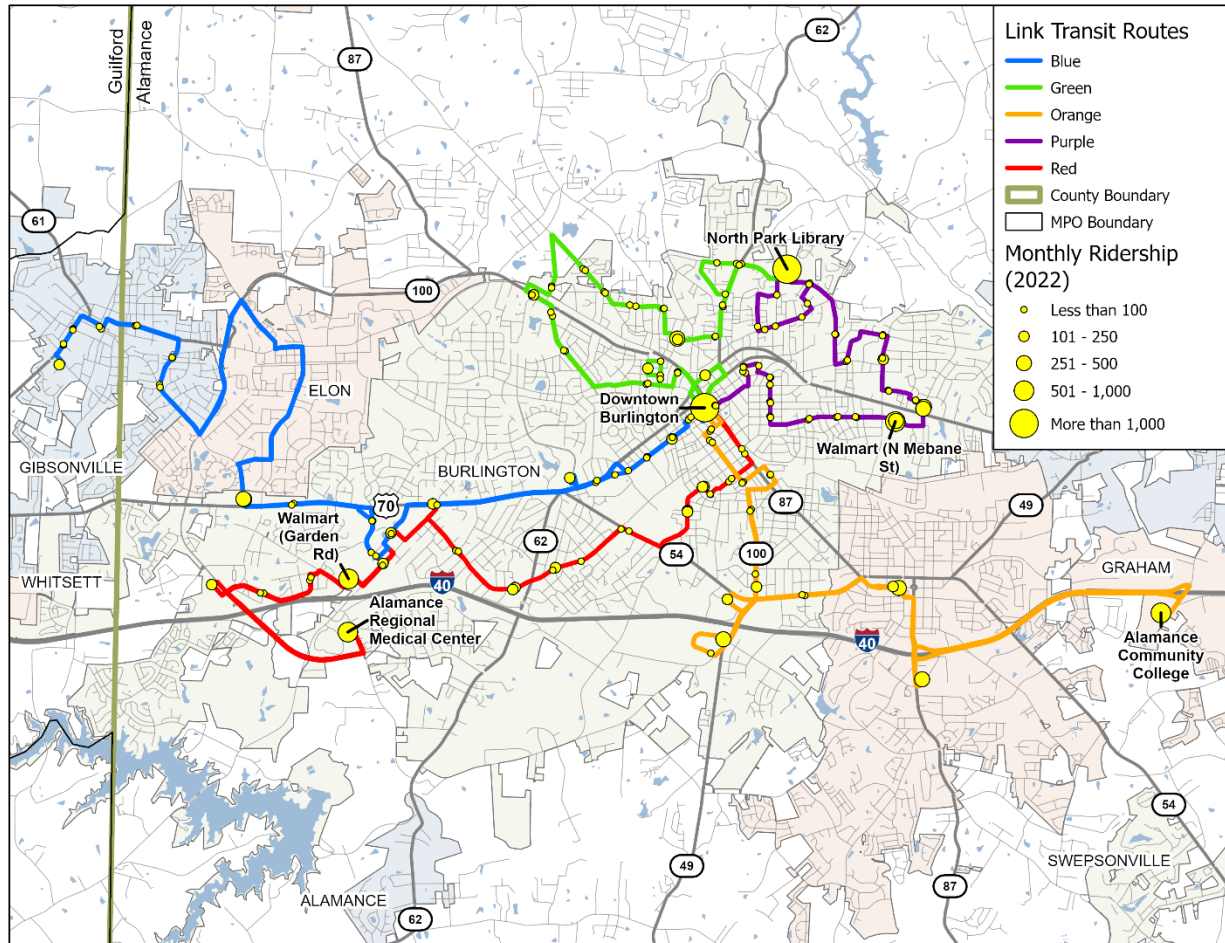 Link Transit Routes
Blue
Green
Orange
Purple
Red
County Boundary
MPO Boundary
Monthly Ridership
(2022)
Less than 100
101 - 250
251 - 500
501 - 1,000
More than 1,000
Guilford
Alamance
62
87
61
100
North Park Library
ELON
Downtown
Burlington
GIBSONVILLE
BURLINGTON
Walmart (N Mebane
St)
70
87
49
Walmart
(Garden
Rd)
62
54
100
WHITSETT
40
GRAHAM
Alamance
Regional
Medical Center
40
Alamance
Community
College
54
49
SWEPSONVILLE
87
ALAMANCE
62